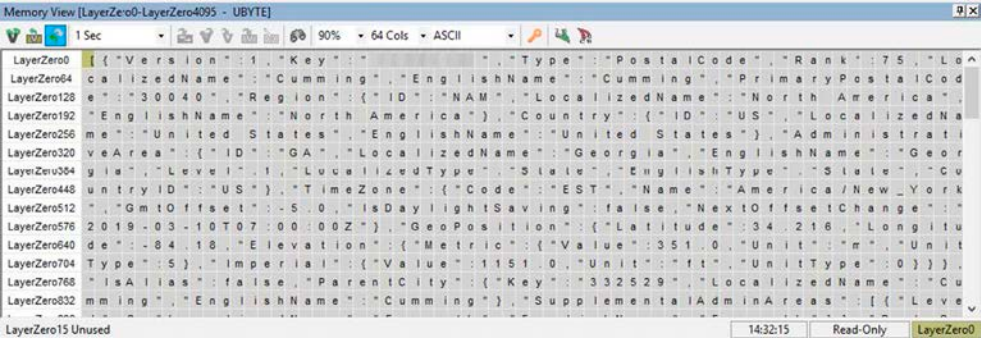 Memory View [LayerZero0-LayerZero4095 - UBYTE]
1 Sec 90% 64 Cols ASCII
LayerZero0 [{"Version":1,"Key":" ","Type":"PostalCode","Rank":75,"Lo
LayerZero64 calizedName":"Cumming","EnglishName":"Cumming","PrimaryPostalCod
LayerZero128 e":"30040","Region":{"ID":"NAM","LocalizedName":"North America",
LayerZero192 "EnglishName":"North America"},"Country":{"ID":"US","LocalizedNa
LayerZero256 me":"United States","EnglishName":"United States"},"Administrati
LayerZero320 veArea":{"ID":"GA","LocalizedName":"Georgia","EnglishName":"Geor
LayerZero384 gia","Level":1,"LocalizedType":"State","EnglishType":"State","Co
LayerZero448 untryID":"US"},"TimeZone":{"Code":"EST","Name":"America/New_York
LayerZero512 ","GmtOffset":-5.0,"IsDaylightSaving":false,"NextOffsetChange":"
LayerZero576 2019-03-10T07:00:00Z"},"GeoPosition":{"Latitude":34.216,"Longitu
LayerZero640 de":-84.18,"Elevation":{"Metric":{"Value":351.0,"Unit":"m","Unit
LayerZero704 Type":5},"Imperial":{"Value":1151.0,"Unit":"ft","UnitType":0}}},
LayerZero768 "IsAlias":false,"ParentCity":{"Key":"332529","LocalizedName":"Cu
LayerZero832 mming","EnglishName":"Cumming"},"SupplementalAdminAreas":[{"Leve
LayerZero15 Unused 14:32:15 Read-Only LayerZero0